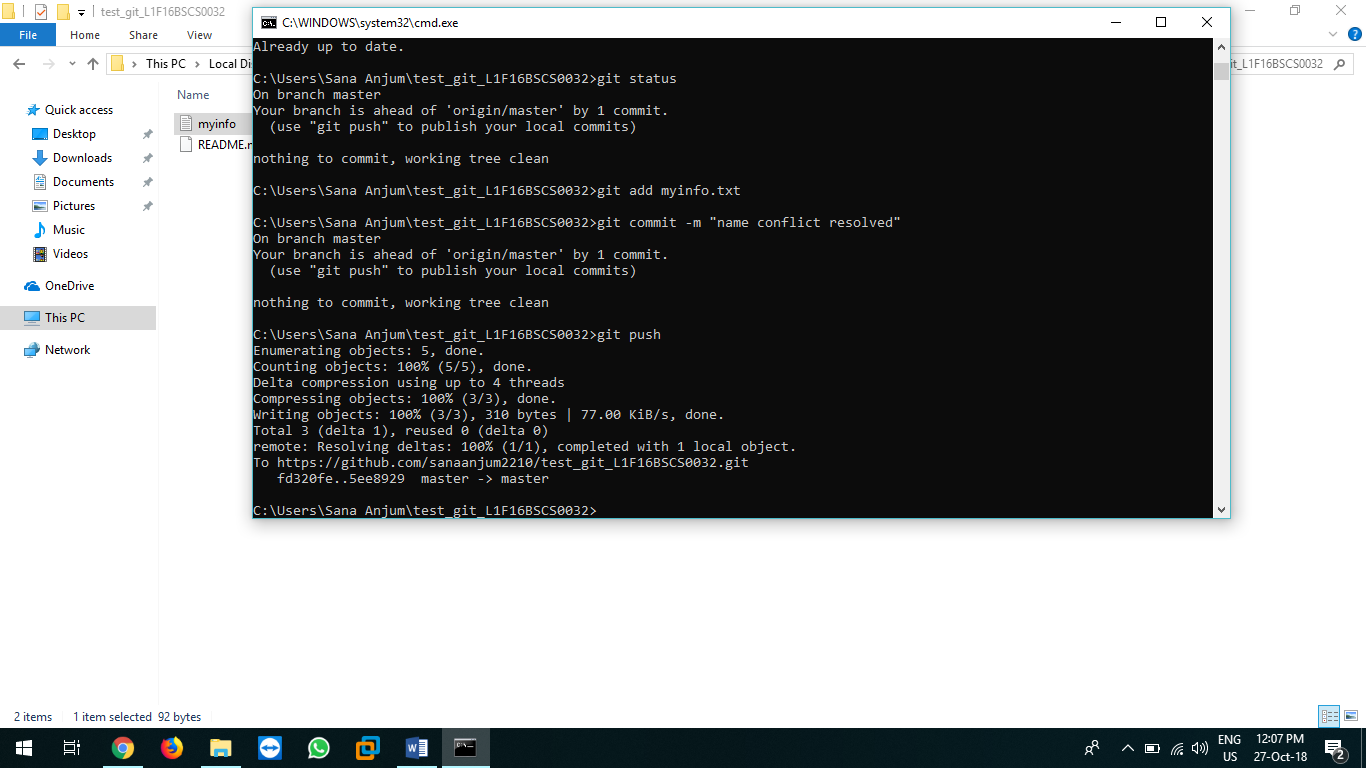 test_git_L1F16BSCS0032
File
Home
Share
View
This PC
Local Di
it_L1F16BSCS0032
Quick access
Desktop
Downloads
Documents
Pictures
Music
Videos
OneDrive
This PC
Network
Name
myinfo
README.m
C:\WINDOWS\system32\cmd.exe
Already up to date.
C:\Users\Sana Anjum\test_git_L1F16BSCS0032>git status
On branch master
Your branch is ahead of 'origin/master' by 1 commit.
(use "git push" to publish your local commits)
nothing to commit, working tree clean
C:\Users\Sana Anjum\test_git_L1F16BSCS0032>git add myinfo.txt
C:\Users\Sana Anjum\test_git_L1F16BSCS0032>git commit -m "name conflict resolved"
On branch master
Your branch is ahead of 'origin/master' by 1 commit.
(use "git push" to publish your local commits)
nothing to commit, working tree clean
C:\Users\Sana Anjum\test_git_L1F16BSCS0032>git push
Enumerating objects: 5, done.
Counting objects: 100% (5/5), done.
Delta compression using up to 4 threads
Compressing objects: 100% (3/3), done.
Writing objects: 100% (3/3), 310 bytes | 77.00 KiB/s, done.
Total 3 (delta 1), reused 0 (delta 0)
remote: Resolving deltas: 100% (1/1), completed with 1 local object.
To https://github.com/sanaanjum2210/test_git_L1F16BSCS0032.git
fd320fe..5ee8929  master -> master
C:\Users\Sana Anjum\test_git_L1F16BSCS0032>
2 items
1 item selected 92 bytes
ENG
US
12:07 PM
27-Oct-18
2